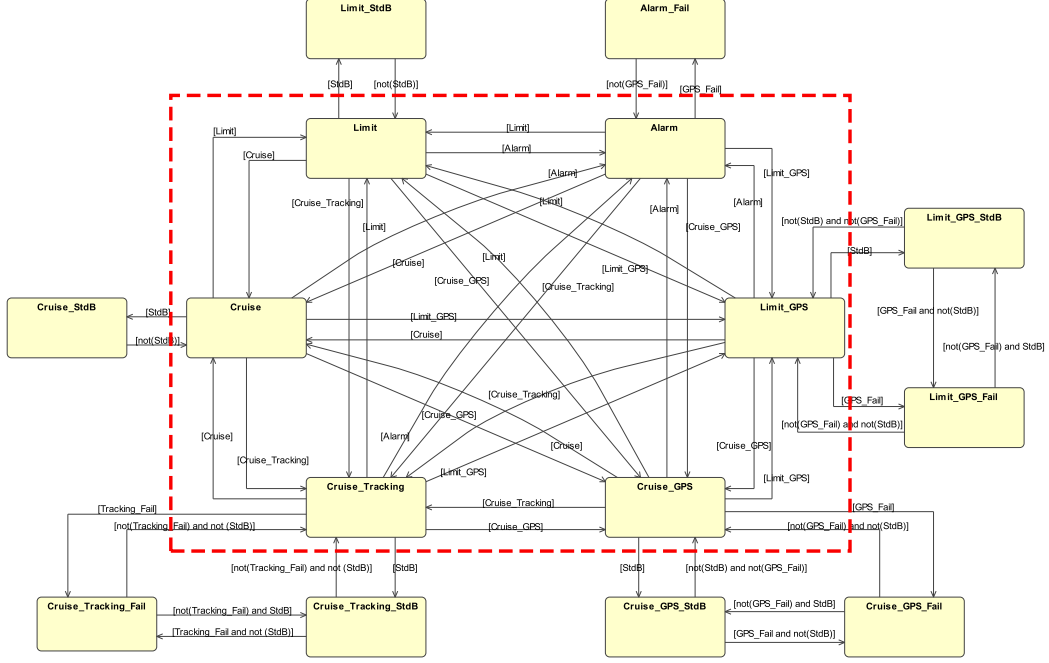 Limit_StdB
Alarm_Fail
[StdB]
[not(StdB)]
[not(GPS_Fail)]
[GPS_Fail]
Limit
Alarm
[Limit]
[Limit]
[Alarm]
[Cruise]
[Alarm]
[Limit_GPS]
[Cruise_Tracking]
[Limit]
[Alarm]
[Alarm]
[Limit]
[Cruise_GPS]
[not(StdB) and not(GPS_Fail)]
Limit_GPS_StdB
[StdB]
[Limit]
[Cruise]
[Limit_GPS]
[Cruise_GPS]
[Cruise_Tracking]
Cruise_StdB
Cruise
Limit_GPS
[StdB]
[Limit_GPS]
[GPS_Fail and not(StdB)]
[not(StdB)]
[Cruise]
[not(GPS_Fail) and StdB]
[Cruise_Tracking]
Limit_GPS_Fail
[GPS_Fail]
[Cruise_GPS]
[not(GPS_Fail) and not(StdB)]
[Cruise]
[Alarm]
[Cruise]
[Cruise_GPS]
[Cruise_Tracking]
[Limit_GPS]
[Limit_GPS]
Cruise_Tracking
Cruise_GPS
[Tracking_Fail]
[Cruise_Tracking]
[GPS_Fail]
[not(Tracking_Fail) and not (StdB)]
[Cruise_GPS]
[not(GPS_Fail) and not(StdB)]
[not(Tracking_Fail) and not (StdB)]
[StdB]
[StdB]
[not(StdB) and not(GPS_Fail)]
Cruise_Tracking_Fail
Cruise_Tracking_StdB
Cruise_GPS_StdB
Cruise_GPS_Fail
[not(Tracking_Fail) and StdB]
[not(GPS_Fail) and StdB]
[Tracking_Fail and not (StdB)]
[GPS_Fail and not(StdB)]